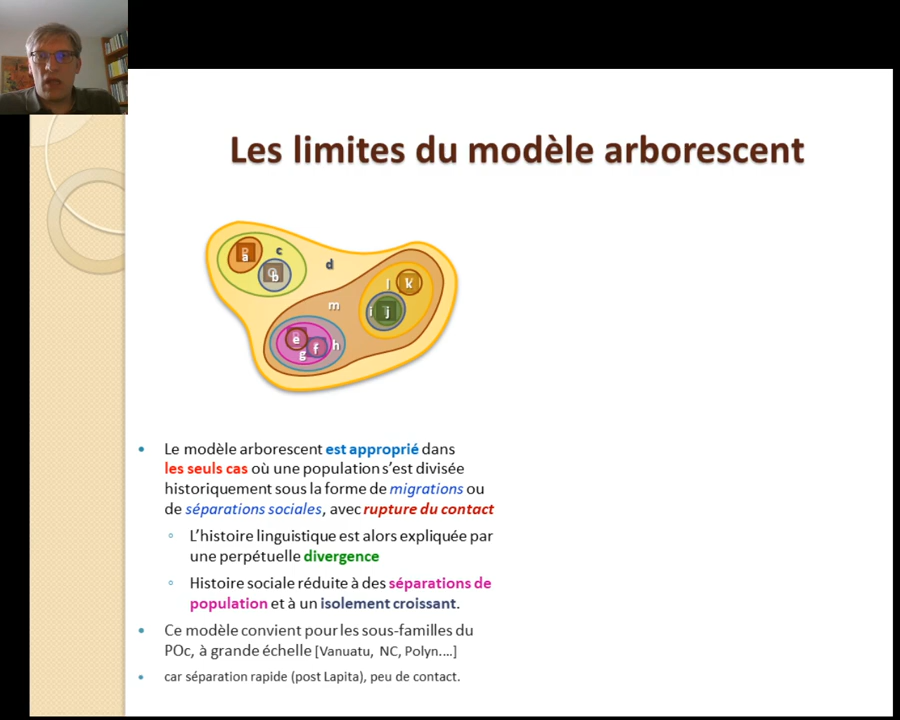 Les limites du modèle arborescent
c
d
a
b
l
k
m
i
j
e
f
h
g
Le modèle arborescent est approprié dans
les seuls cas où une population s’est divisée
historiquement sous la forme de migrations ou
de séparations sociales, avec rupture du contact
L’histoire linguistique est alors expliquée par
une perpétuelle divergence
Histoire sociale réduite à des séparations de
population et à un isolement croissant.
Ce modèle convient pour les sous-familles du
POc, à grande échelle [Vanuatu, NC, Polyn.…]
car séparation rapide (post Lapita), peu de contact.